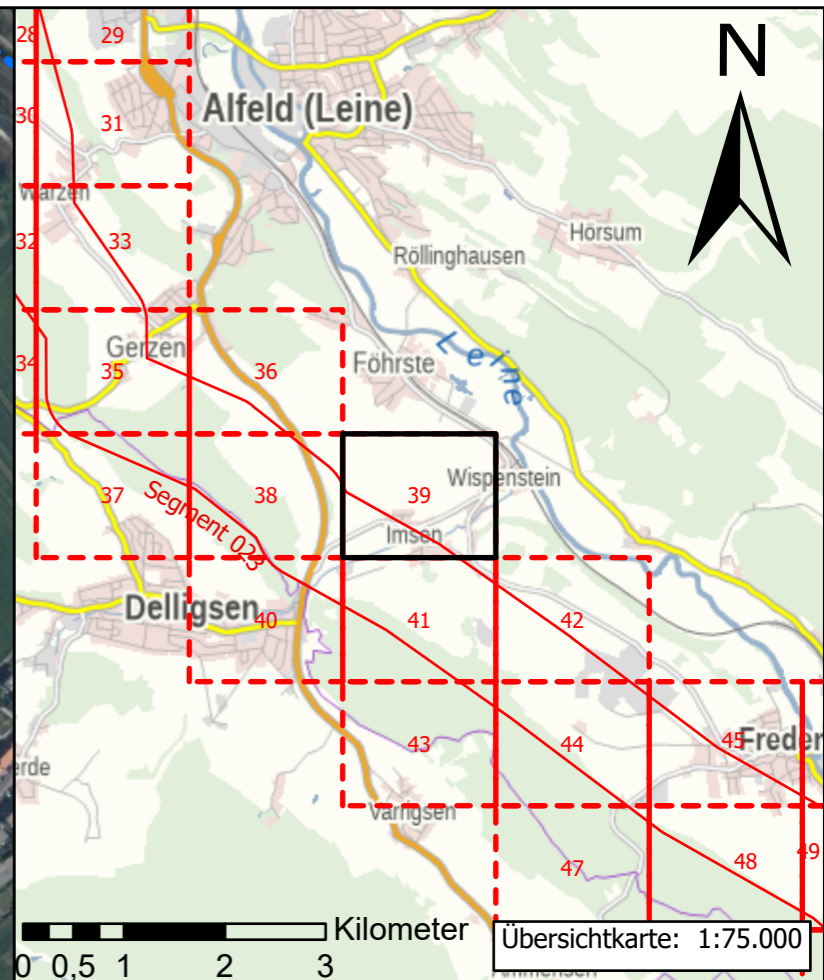 28
29
N
30
31
Alfeld (Leine)
Warzen
32
33
Röllinghausen
Hörsum
Gerzen
34
35
36
Föhrste
Leine
37
38
39
Segment 023
Wispenstein
Imsen
Delligsen
40
41
42
43
44
45
Freder
erde
Varrigsen
47
48
49
Kilometer
0 0,5 1 2 3
Übersichtkarte: 1:75.000
Ammensen